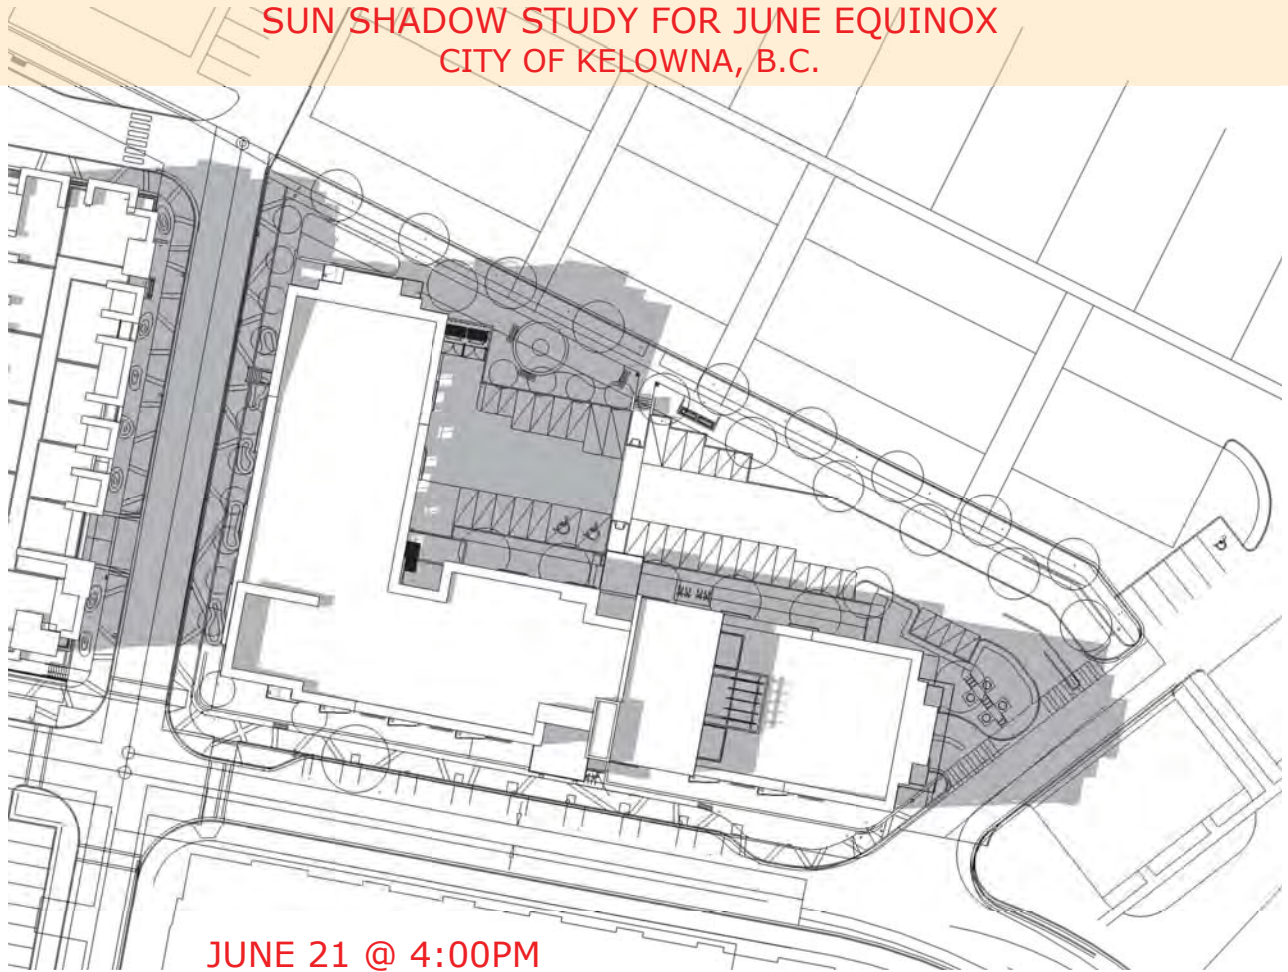 SUN SHADOW STUDY FOR JUNE EQUINOX
CITY OF KELOWNA, B.C.
JUNE 21 @ 4:00PM